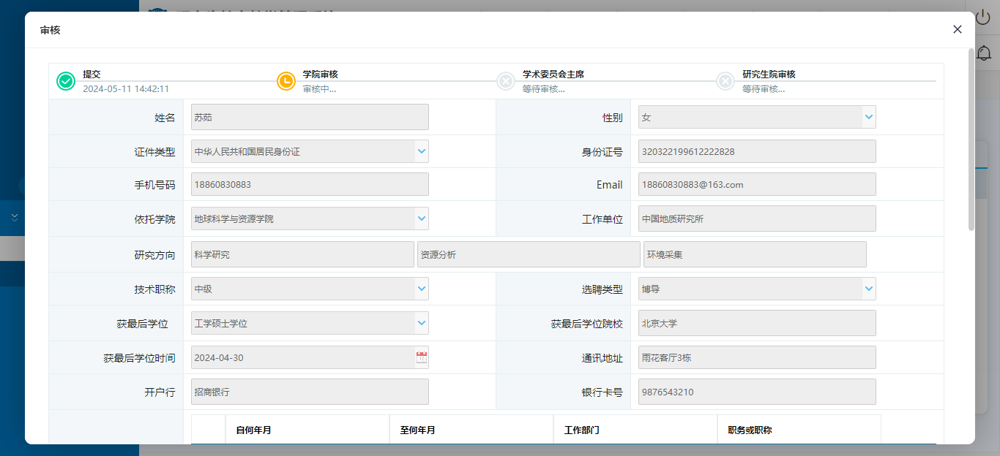 审核
提交
2024-05-11 14:42:11
学院审核
审核中...
学术委员会主席
等待审核...
研究生院审核
等待审核...
姓名 苏茹 性别 女
证件类型 中华人民共和国居民身份证 身份证号 320322199612222828
手机号码 18860830883 Email 18860830883@163.com
依托学院 地球科学与资源学院 工作单位 中国地质研究所
研究方向 科学研究 资源分析 环境采集
技术职称 中级 选聘类型 博导
获最后学位 工学硕士学位 获最后学位院校 北京大学
获最后学位时间 2024-04-30 通讯地址 雨花客厅3栋
开户行 招商银行 银行卡号 9876543210
自何年月 至何年月 工作部门 职务或职称